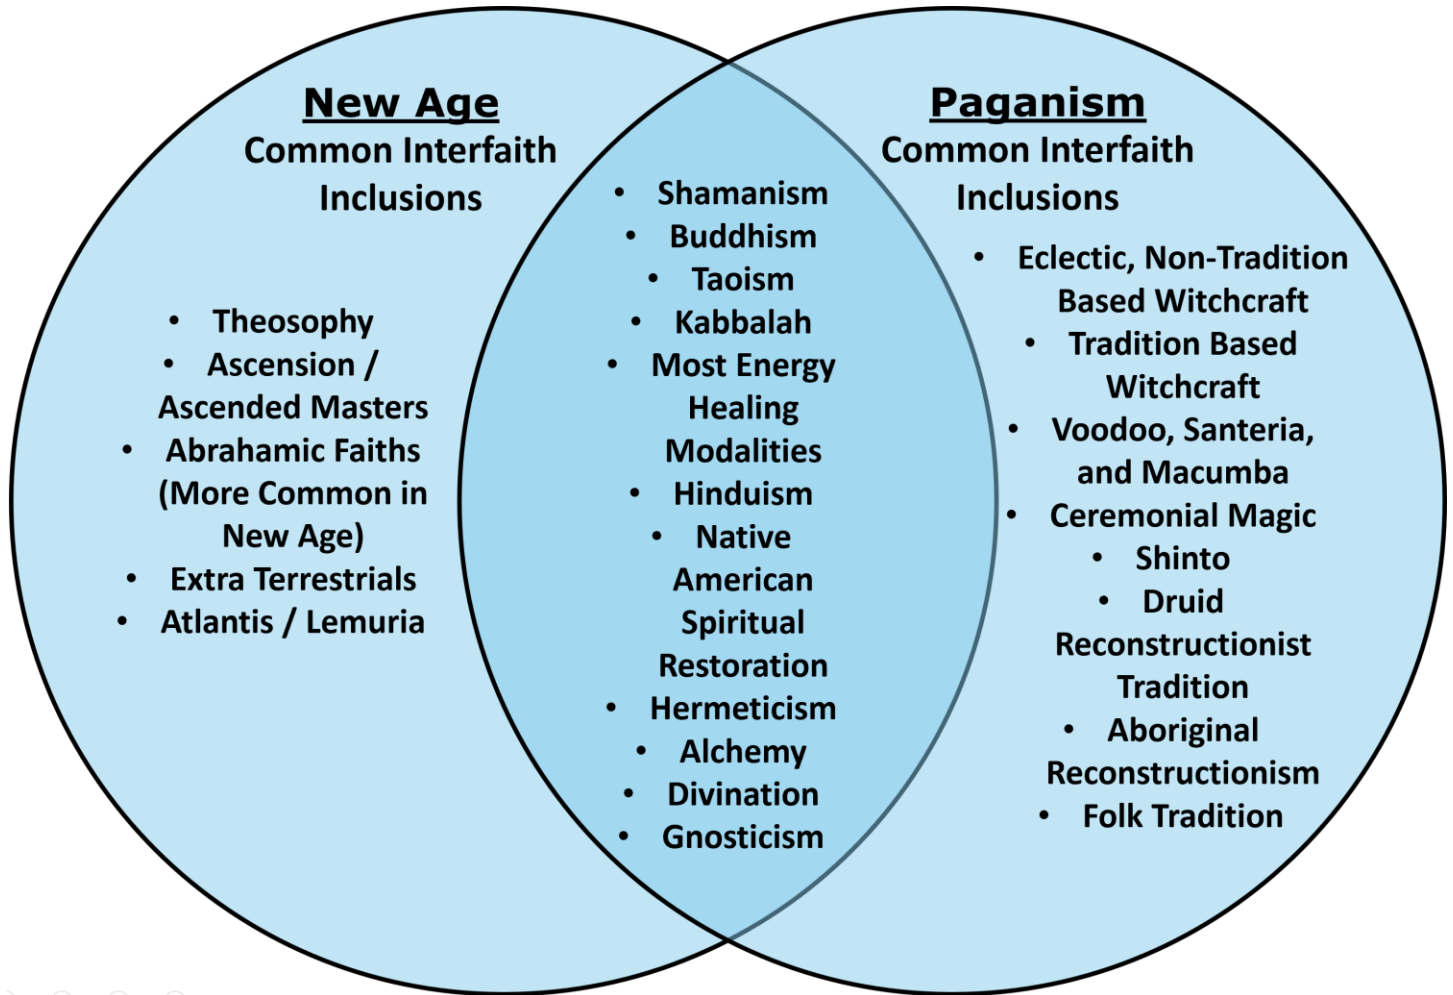 New Age
Common Interfaith
Inclusions
• Theosophy
• Ascension /
Ascended Masters
• Abrahamic Faiths
(More Common in
New Age)
• Extra Terrestrials
• Atlantis / Lemuria
• Shamanism
• Buddhism
• Taoism
• Kabbalah
• Most Energy
Healing
Modalities
• Hinduism
• Native
American
Spiritual
Restoration
• Hermeticism
• Alchemy
• Divination
• Gnosticism
Paganism
Common Interfaith
Inclusions
• Eclectic, Non-Tradition
Based Witchcraft
• Tradition Based
Witchcraft
• Voodoo, Santeria,
and Macumba
• Ceremonial Magic
• Shinto
• Druid
Reconstructionist
Tradition
• Aboriginal
Reconstructionism
• Folk Tradition